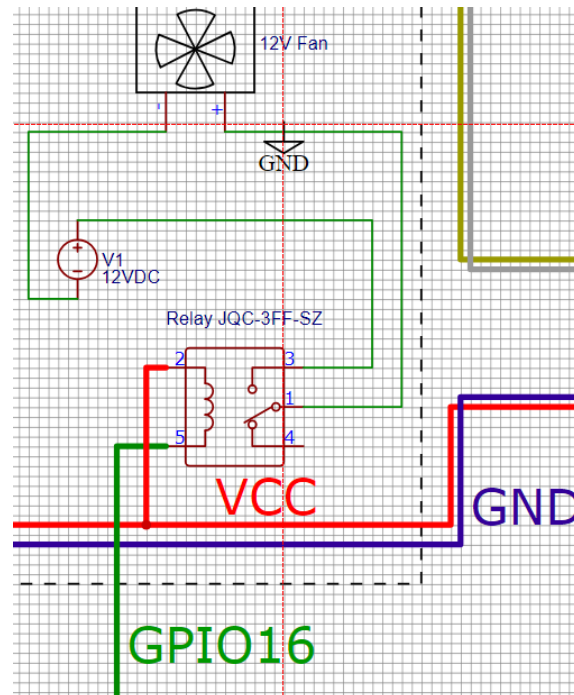 12V Fan
- +
GND
+
V1
-
12VDC
Relay JQC-3FF-SZ
2 3
1
5 4
VCC
GND
GPIO16